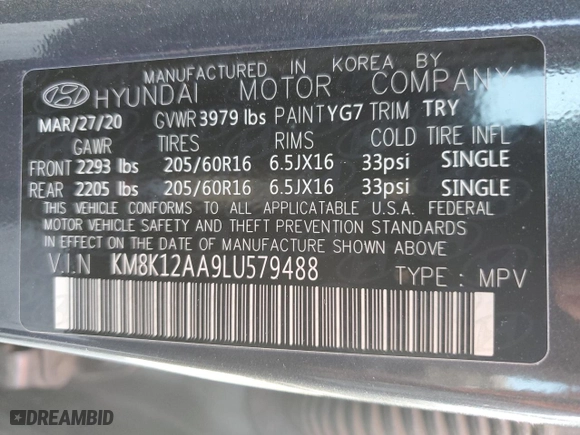 MANUFACTURED IN KOREA BY
HYUNDAI MOTOR COMPANY
MAR/27/20 GVWR 3979 lbs PAINT YG7 TRIM TRY
GAWR TIRES RIMS COLD TIRE INFL
FRONT 2293 lbs 205/60R16 6.5JX16 33psi SINGLE
REAR 2205 lbs 205/60R16 6.5JX16 33psi SINGLE
THIS VEHICLE CONFORMS TO ALL APPLICATABLE U.S.A. FEDERAL
MOTOR VEHICLE SAFETY AND THEFT PREVENTION STANDARDS
IN EFFECT ON THE DATE OF MANUFACTURE SHOWN ABOVE.
V.I.N KM8K12AA9LU579488 TYPE : MPV
DREAMBID